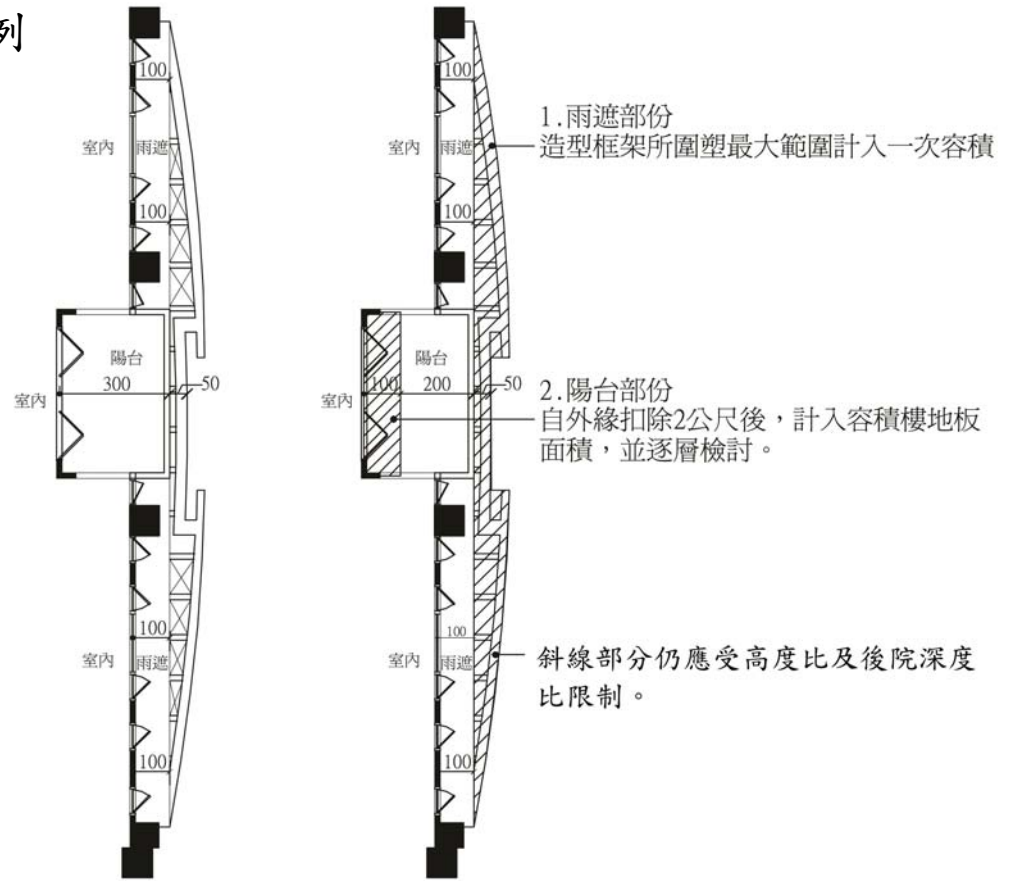 列
100
室內
雨遮
100
陽台
300
50
室內
100
室內
雨遮
100
100
室內
雨遮
100
陽台
100
200
50
室內
100
室內
雨遮
100
1.雨遮部份
造型框架所圍塑最大範圍計入一次容積
2.陽台部份
自外緣扣除2公尺後，計入容積樓地板
面積，並逐層檢討。
斜線部分仍應受高度比及後院深度
比限制。